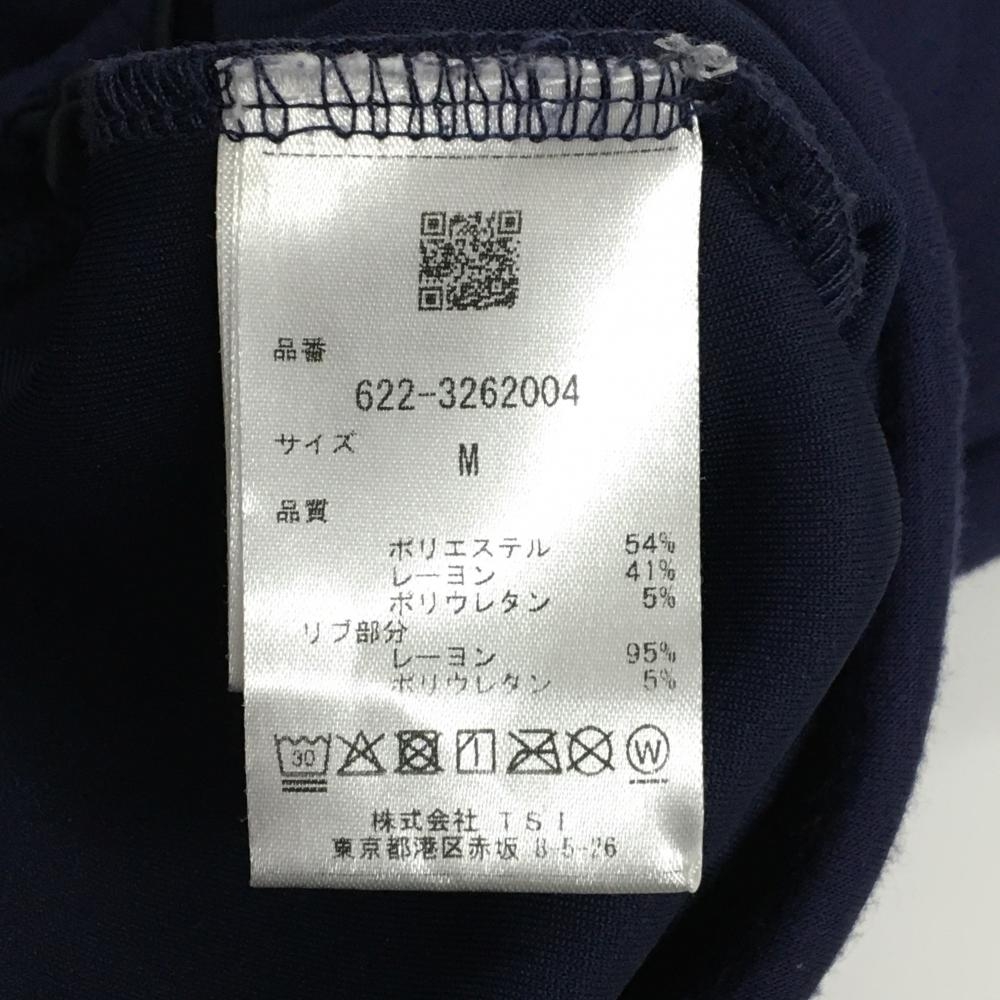 品番
622-3262004
サイズ
M
品質
ポリエステル 54%
レーヨン 41%
ポリウレタン 5%
リブ部分
レーヨン 95%
ポリウレタン 5%
30 W
株式会社 TSI
東京都港区赤坂 8-5-26